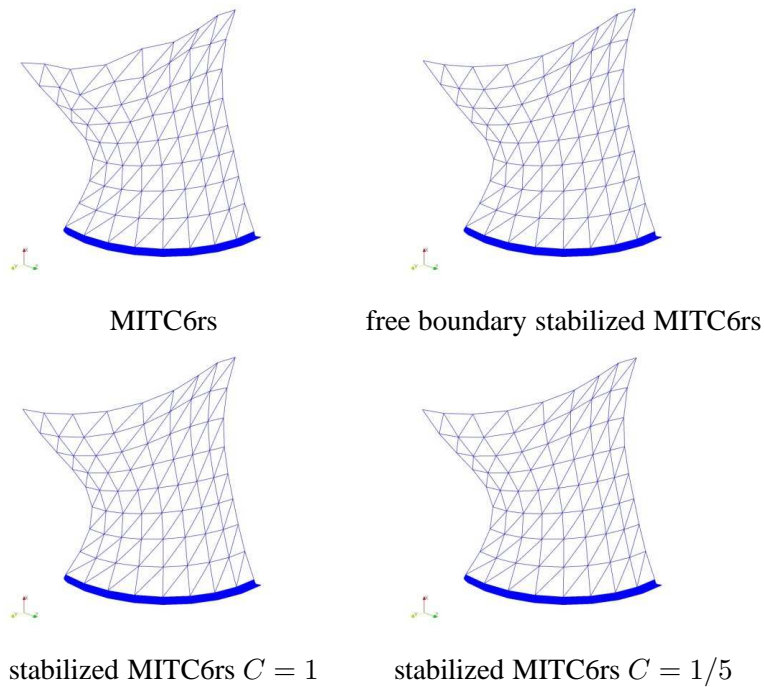 MITC6rs
free boundary stabilized MITC6rs
stabilized MITC6rs C = 1
stabilized MITC6rs C = 1/5